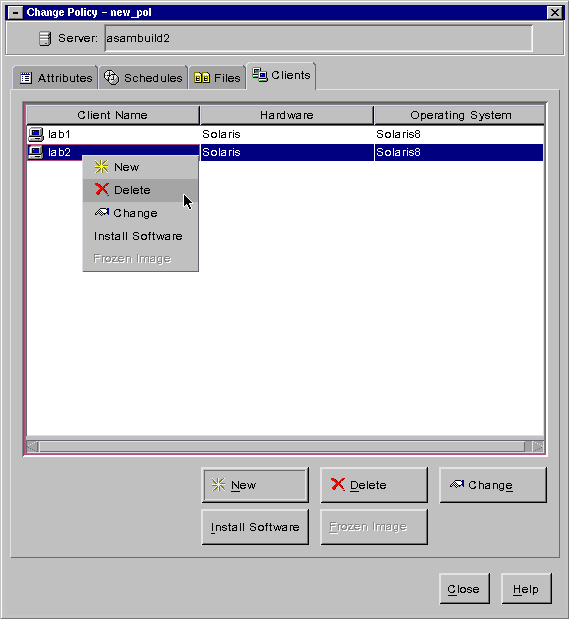 Change Policy – new_pol
Server: asambuild2
Attributes Schedules Files Clients
Client Name Hardware Operating System
lab1 Solaris Solaris8
lab2 Solaris Solaris8
New
Delete
Change
Install Software
Frozen Image
New Delete Change
Install Software Frozen Image
Close Help